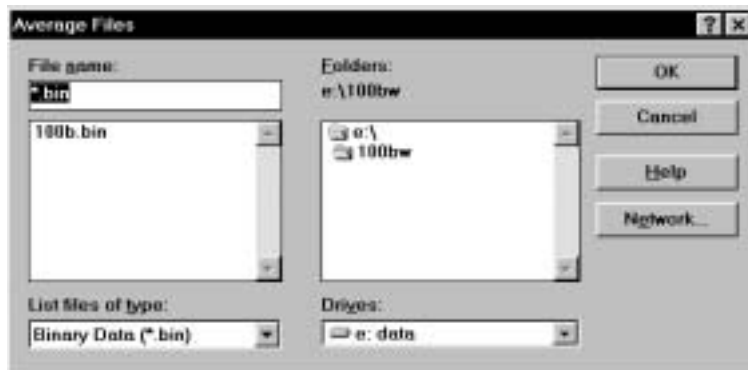 Average Files
File name:
*.bin
100b.bin
List files of type:
Binary Data (*.bin)
Folders:
e:\100bw
e:\
100bw
Drives:
e: data
OK
Cancel
Help
Network...